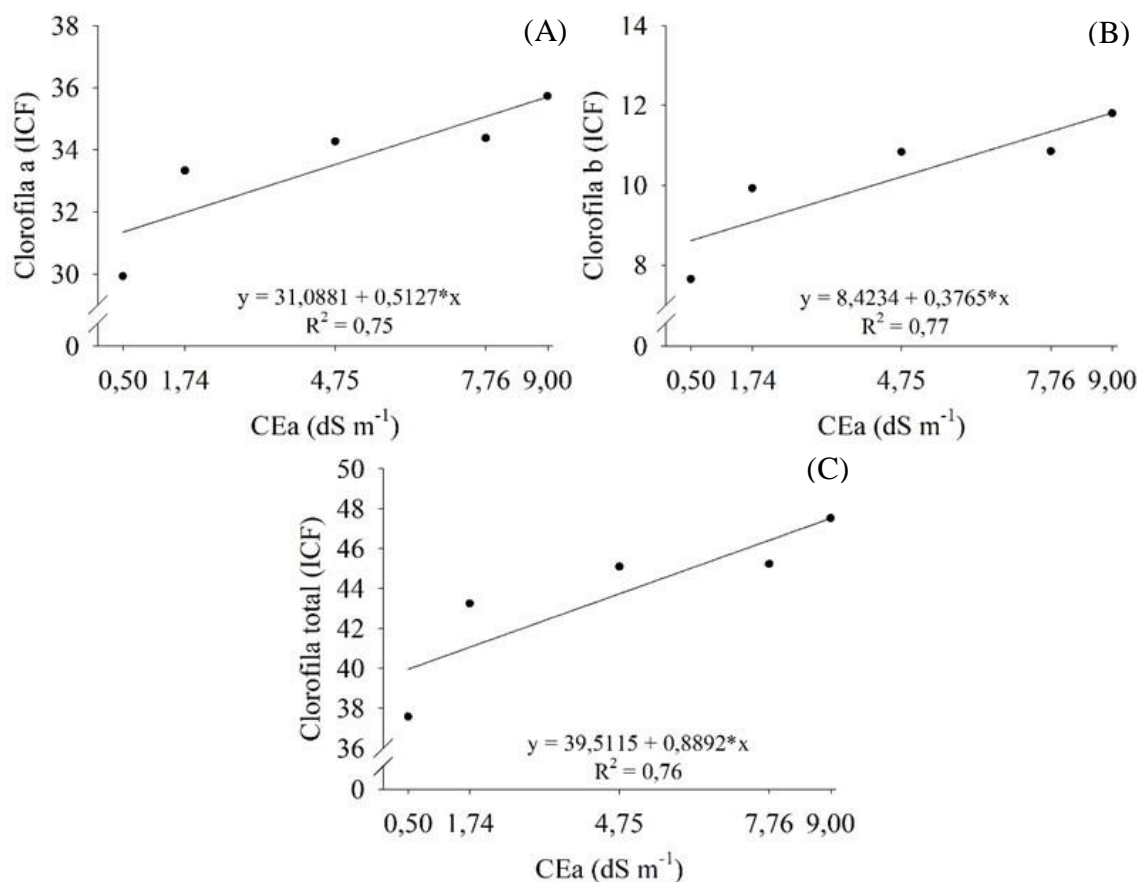 (A)
Clorofila a (ICF)
38
36
34
32
30
0
y = 31,0881 + 0,5127*x
R² = 0,75
0,50 1,74 4,75 7,76 9,00
CEa (dS m⁻¹)
(B)
Clorofila b (ICF)
14
12
10
8
0
y = 8,4234 + 0,3765*x
R² = 0,77
0,50 1,74 4,75 7,76 9,00
CEa (dS m⁻¹)
(C)
Clorofila total (ICF)
50
48
46
44
42
40
38
36
0
y = 39,5115 + 0,8892*x
R² = 0,76
0,50 1,74 4,75 7,76 9,00
CEa (dS m⁻¹)